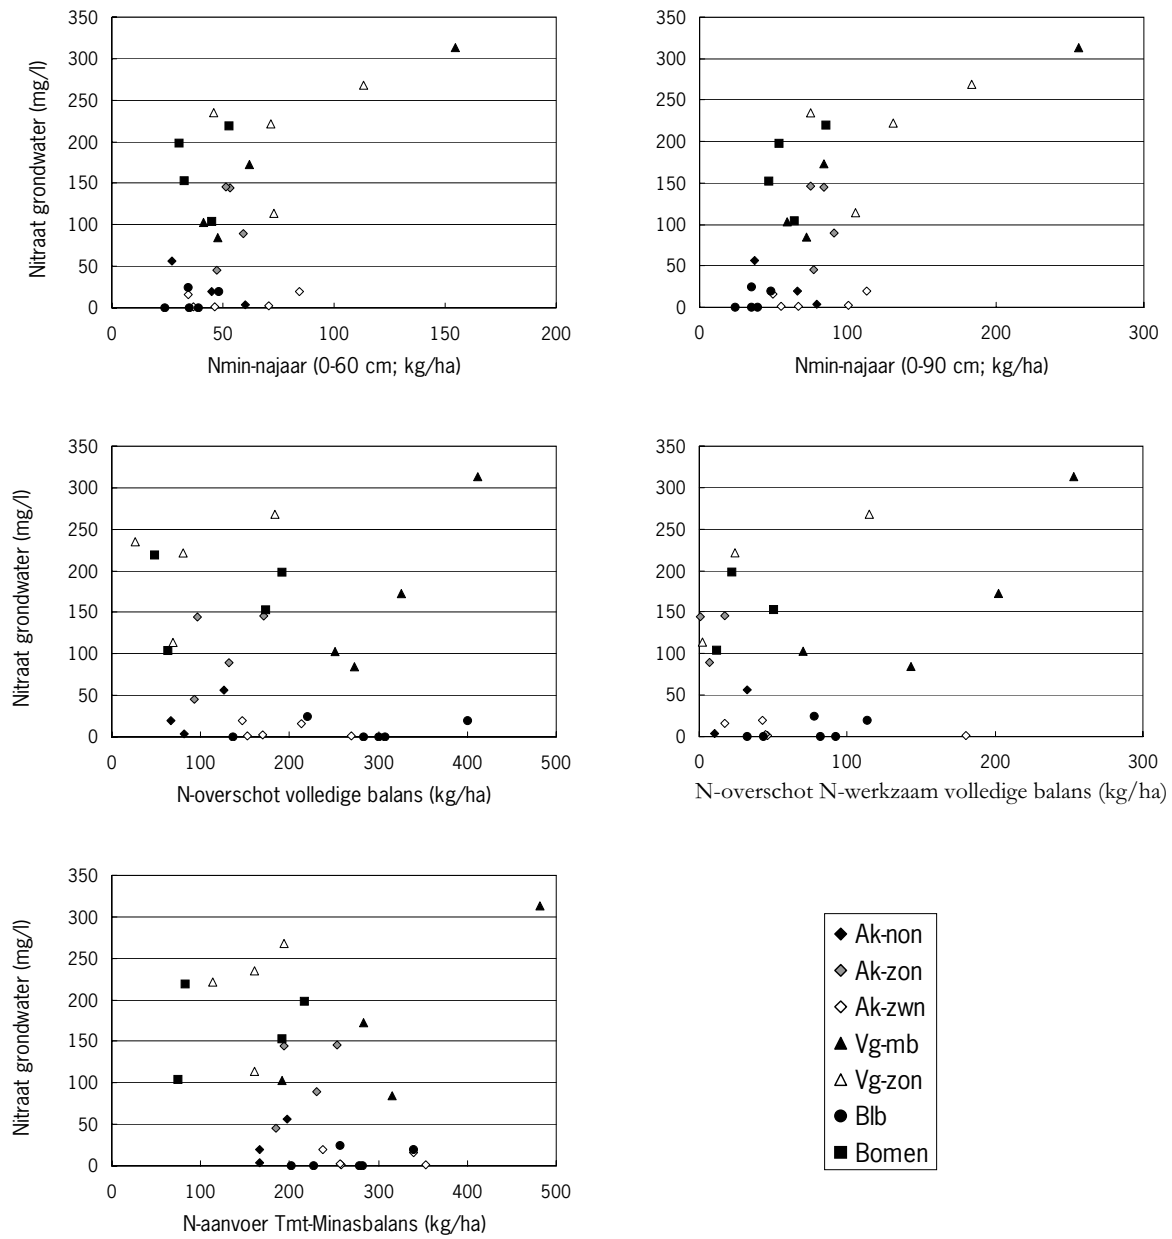 350
300
250
200
150
100
50
0
0 50 100 150 200
Nitraat grondwater (mg/l)
Nmin-najaar (0-60 cm; kg/ha)
350
300
250
200
150
100
50
0
0 100 200 300
Nmin-najaar (0-90 cm; kg/ha)
350
300
250
200
150
100
50
0
0 100 200 300 400 500
Nitraat grondwater (mg/l)
N-overschot volledige balans (kg/ha)
350
300
250
200
150
100
50
0
0 100 200 300
N-overschot N-werkzaam volledige balans (kg/ha)
350
300
250
200
150
100
50
0
0 100 200 300 400 500
Nitraat grondwater (mg/l)
N-aanvoer Tmt-Minasbalans (kg/ha)
Ak-non
Ak-zon
Ak-zwn
Vg-mb
Vg-zon
Blb
Bomen